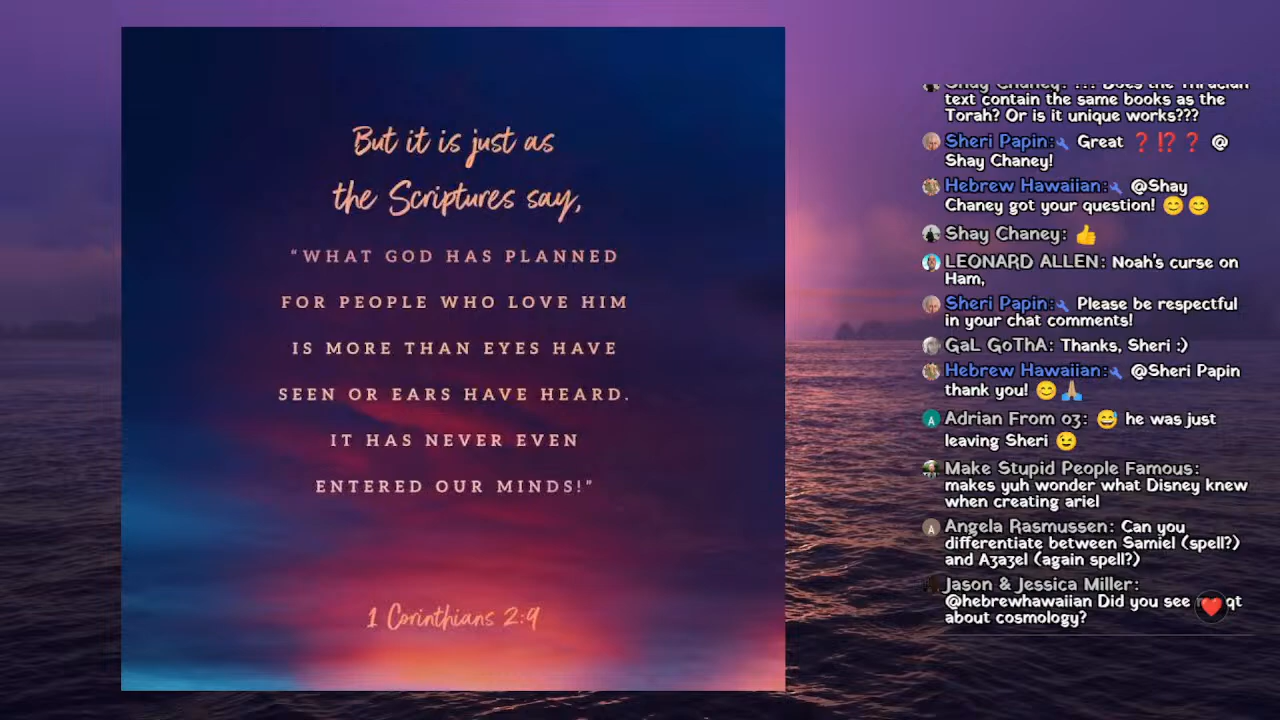 But it is just as
the Scriptures say,
"WHAT GOD HAS PLANNED
FOR PEOPLE WHO LOVE HIM
IS MORE THAN EYES HAVE
SEEN OR EARS HAVE HEARD.
IT HAS NEVER EVEN
ENTERED OUR MINDS!"
1 Corinthians 2:9
Shay Chaney: ??? Does the
text contain the same books as the
Torah? Or is it unique works???
Sheri Papin: Great ❓ ⁉️ ❓ @
Shay Chaney!
Hebrew Hawaiian: @Shay
Chaney got your question! 😊😊
Shay Chaney: 👍
LEONARD ALLEN: Noah's curse on
Ham,
Sheri Papin: Please be respectful
in your chat comments!
GaL GoThA: Thanks, Sheri :)
Hebrew Hawaiian: @Sheri Papin
thank you! 😊🙏🏼
A Adrian From o3: 😅 he was just
leaving Sheri 😉
Make Stupid People Famous:
makes yuh wonder what Disney knew
when creating ariel
A Angela Rasmussen: Can you
differentiate between Samiel (spell?)
and Azazel (again spell?)
Jason & Jessica Miller:
@hebrewhawaiian Did you see qt
about cosmology?